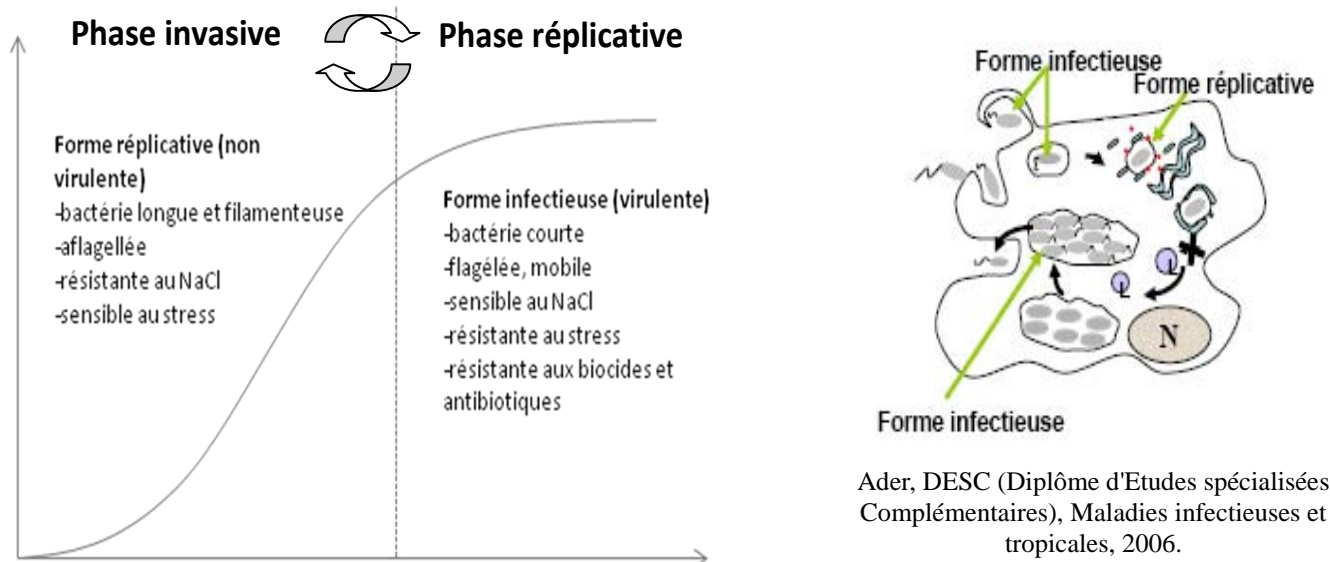 Phase invasive
Phase réplicative
Forme réplicative (non
virulente)
-bactérie longue et filamenteuse
-aflagellée
-résistante au NaCl
-sensible au stress
Forme infectieuse (virulente)
-bactérie courte
-flagélée, mobile
-sensible au NaCl
-résistante au stress
-résistante aux biocides et
antibiotiques
Forme infectieuse
Forme réplicative
L
L
N
Forme infectieuse
Ader, DESC (Diplôme d'Etudes spécialisées
Complémentaires), Maladies infectieuses et
tropicales, 2006.